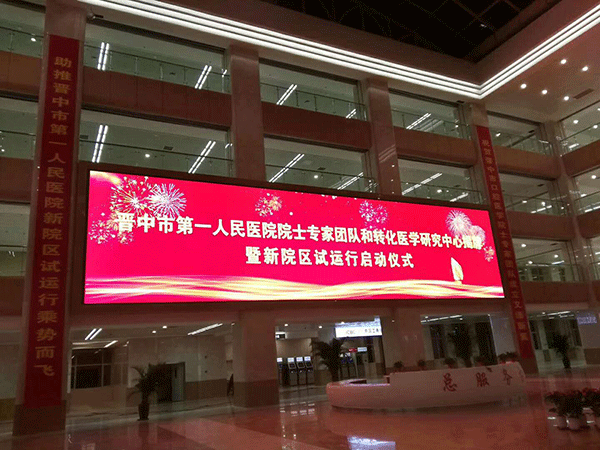 助推晋中市第一人民医院新院区试运行乘势而飞
晋中市第一人民医院院士专家团队和转化医学研究中心揭牌
暨新院区试运行启动仪式
总服务